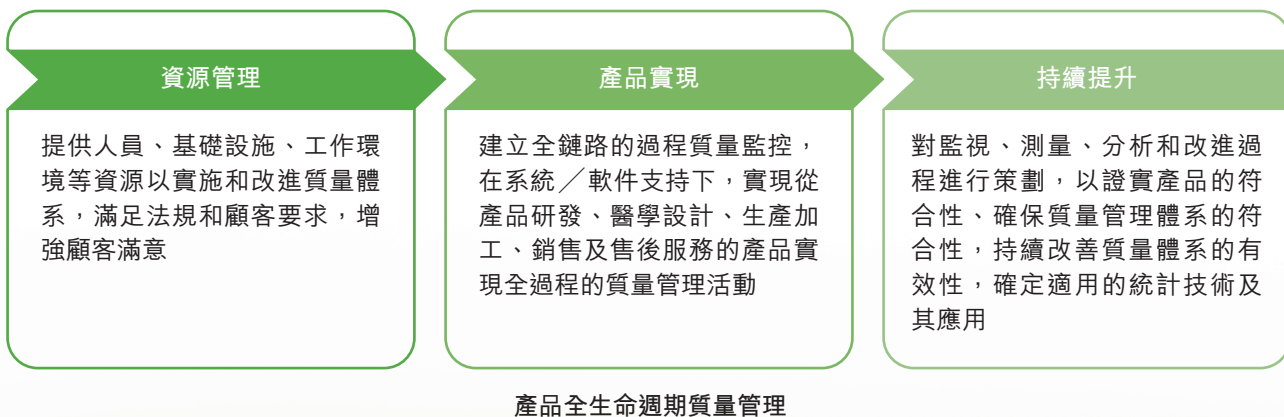 資源管理
提供人員、基礎設施、工作環
境等資源以實施和改進質量體
系，滿足法規和顧客要求，增
強顧客滿意
產品實現
建立全鏈路的過程質量監控，
在系統／軟件支持下，實現從
產品研發、醫學設計、生產加
工、銷售及售後服務的產品實
現全過程的質量管理活動
持續提升
對監視、測量、分析和改進過
程進行策劃，以證實產品的符
合性、確保質量管理體系的符
合性，持續改善質量體系的有
效性，確定適用的統計技術及
其應用
產品全生命週期質量管理